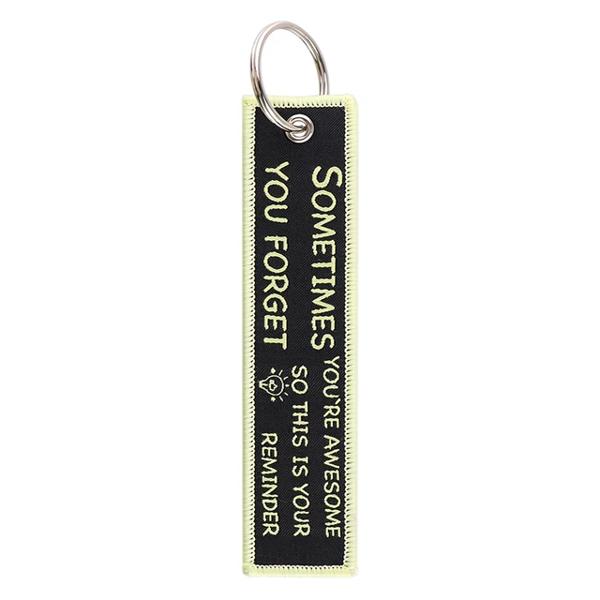 SOMETIMES
YOU FORGET
YOU'RE AWESOME
SO THIS IS YOUR
REMINDER